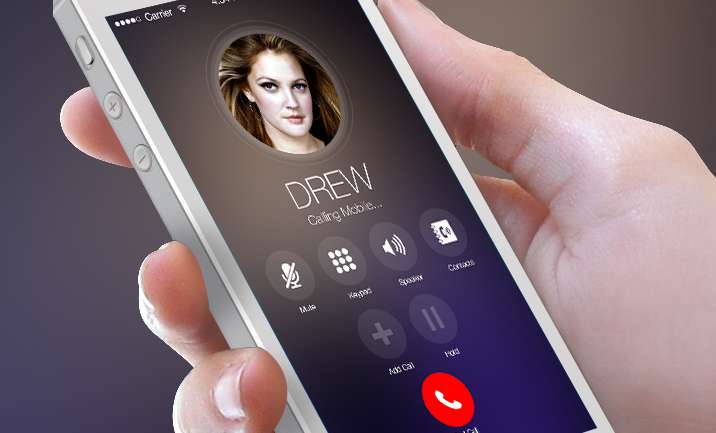 Carrier
DREW
Calling Mobile...
Mute Keypad Speaker Contacts
Add Call Hold